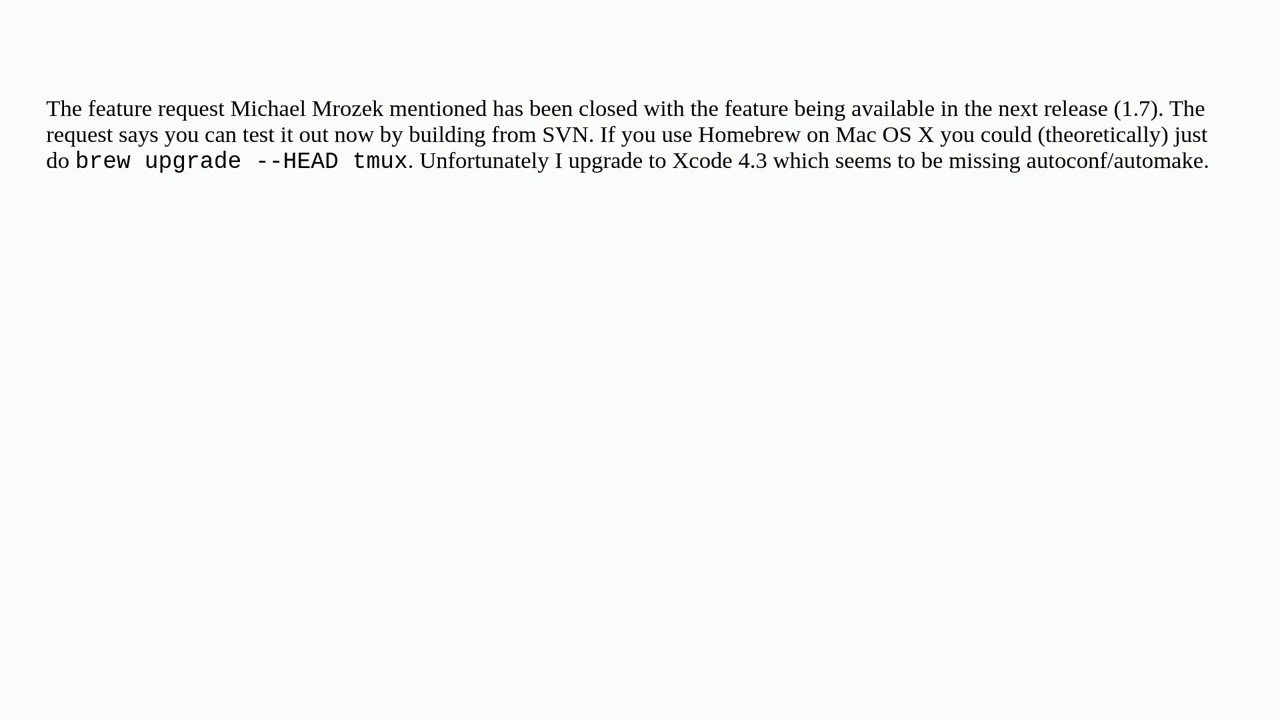 The feature request Michael Mrozek mentioned has been closed with the feature being available in the next release (1.7). The
request says you can test it out now by building from SVN. If you use Homebrew on Mac OS X you could (theoretically) just
do brew upgrade --HEAD tmux. Unfortunately I upgrade to Xcode 4.3 which seems to be missing autoconf/automake.